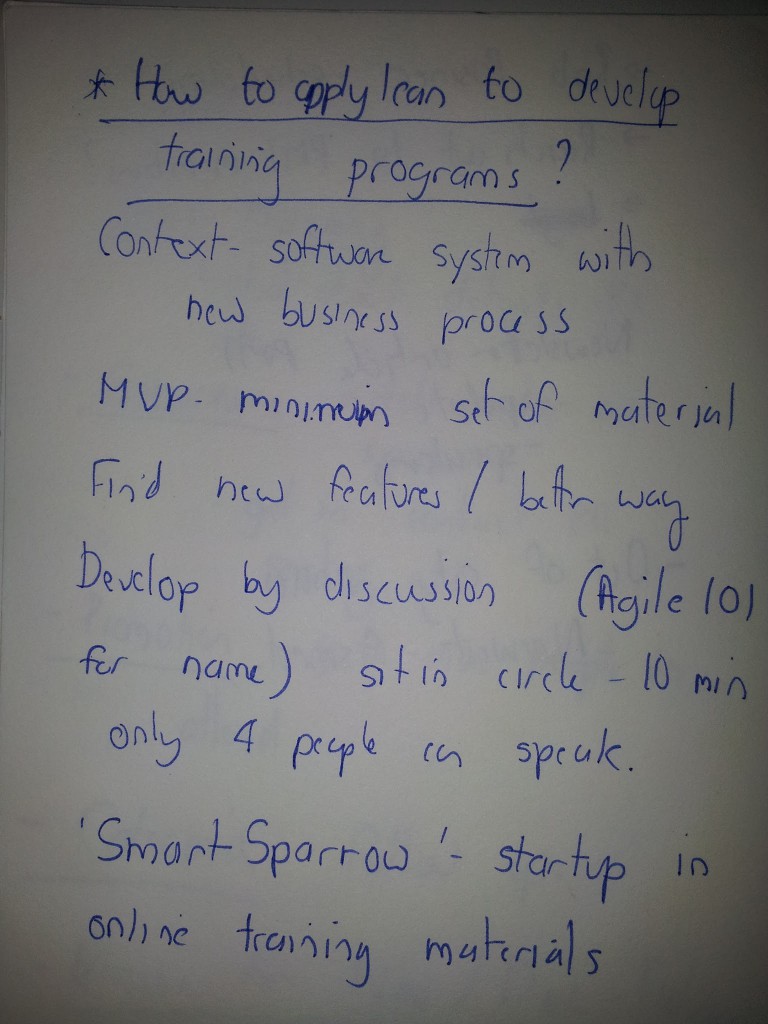 * How to apply lean to develop
training programs?
Context - software system with
new business process
MVP - minimum set of material
Find new features / better way
Develop by discussion (Agile 101
for name) sit in circle - 10 min
only 4 people can speak.
'Smart Sparrow' - startup in
online training materials